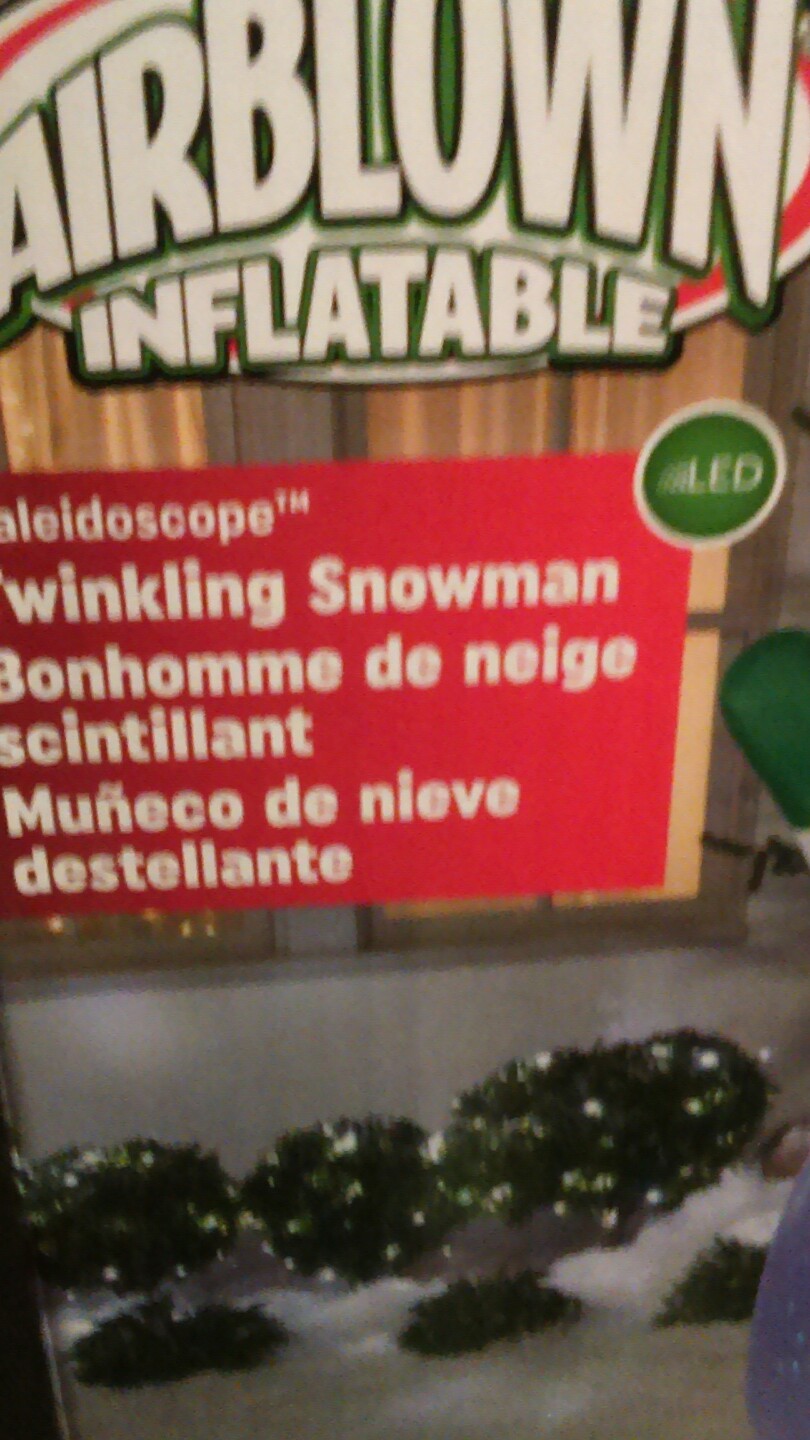 AIRBLOWN
INFLATABLE
LED
aleidoscope™
winkling Snowman
Bonhomme de neige
scintillant
Muñeco de nieve
destellante